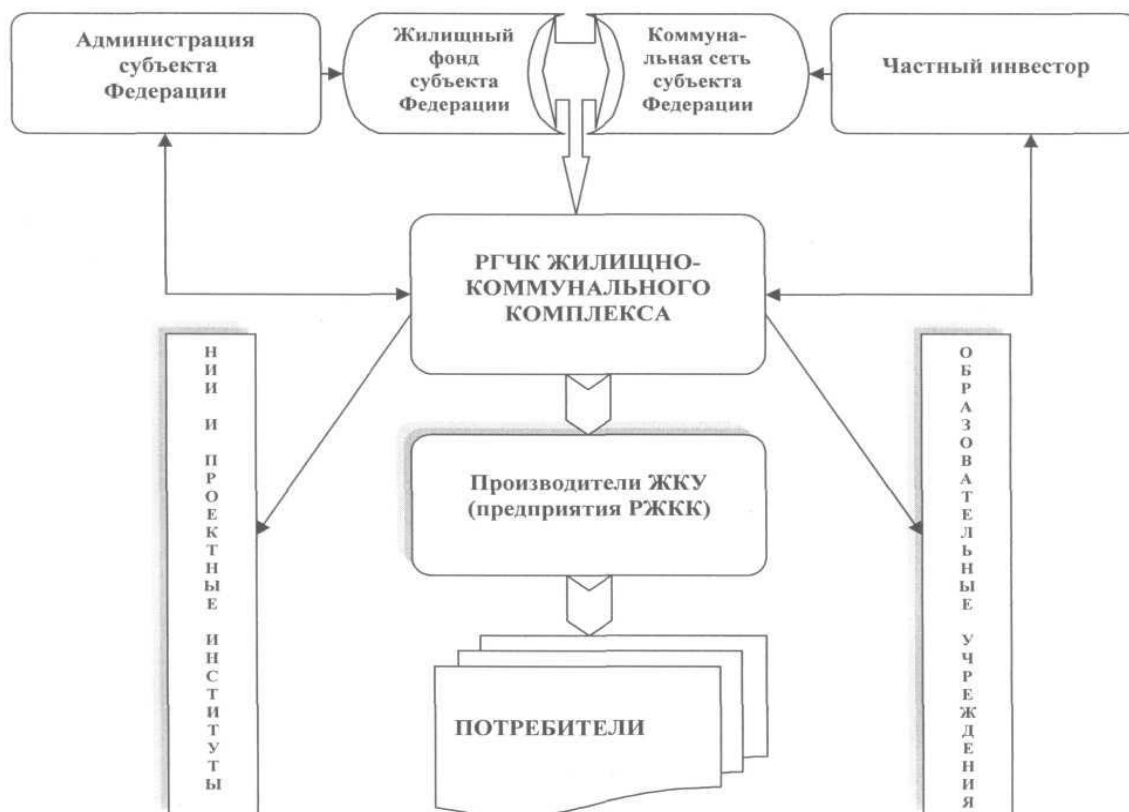 Администрация
субъекта
Федерации
Жилищный
фонд
субъекта
Федерации
Коммуна-
льная сеть
субъекта
Федерации
Частный инвестор
РГЧК ЖИЛИЩНО-
КОММУНАЛЬНОГО
КОМПЛЕКСА
НИИ И ПРОЕКТНЫЕ ИНСТИТУТЫ
Производители ЖКУ
(предприятия РЖКК)
ОБРАЗОВАТЕЛЬНЫЕ УЧРЕЖДЕНИЯ
ПОТРЕБИТЕЛИ